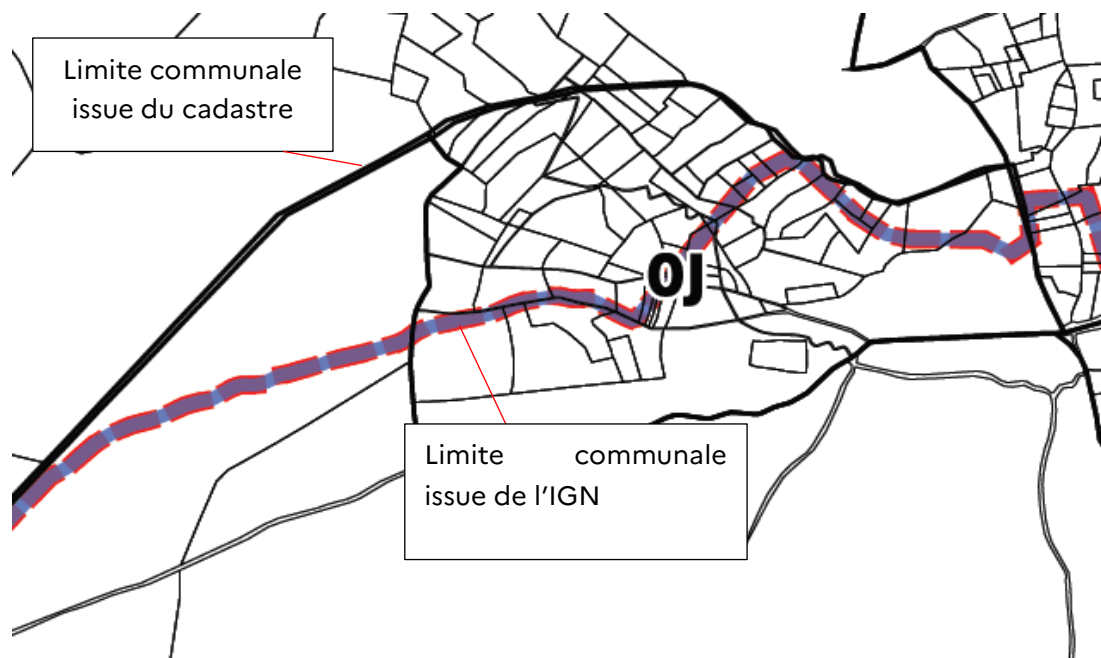 Limite communale
issue du cadastre
0J
Limite communale
issue de l'IGN